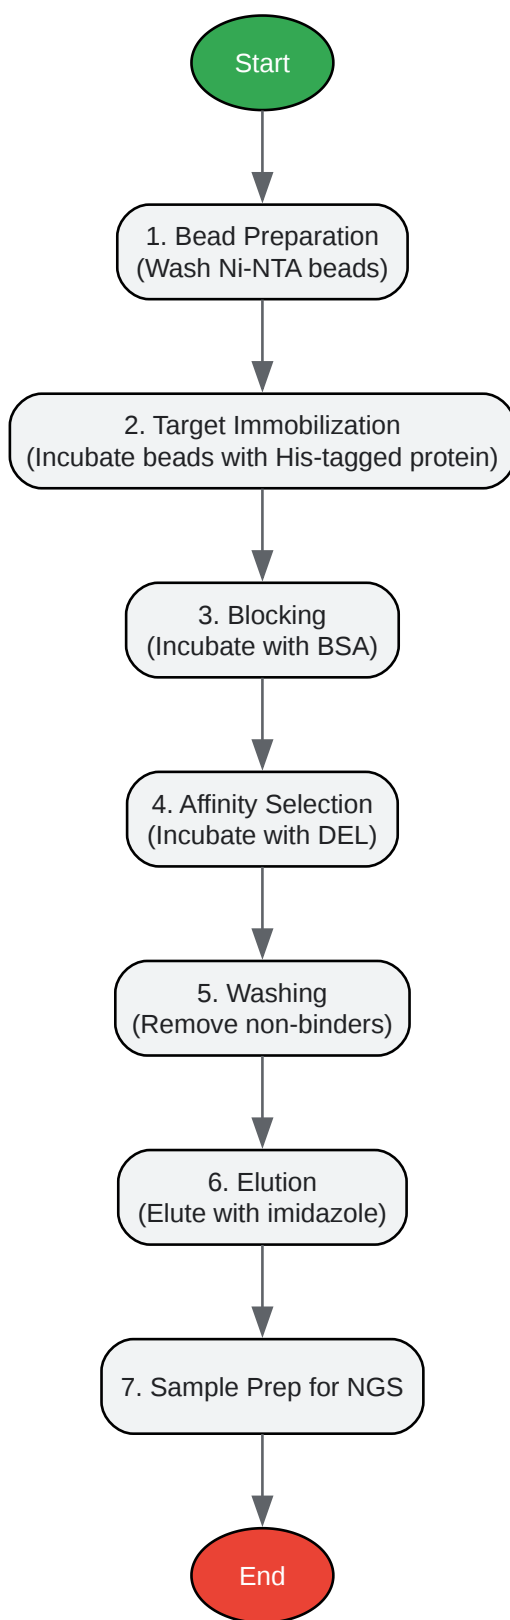 Start
1. Bead Preparation
(Wash Ni-NTA beads)
2. Target Immobilization
(Incubate beads with His-tagged protein)
3. Blocking
(Incubate with BSA)
4. Affinity Selection
(Incubate with DEL)
5. Washing
(Remove non-binders)
6. Elution
(Elute with imidazole)
7. Sample Prep for NGS
End